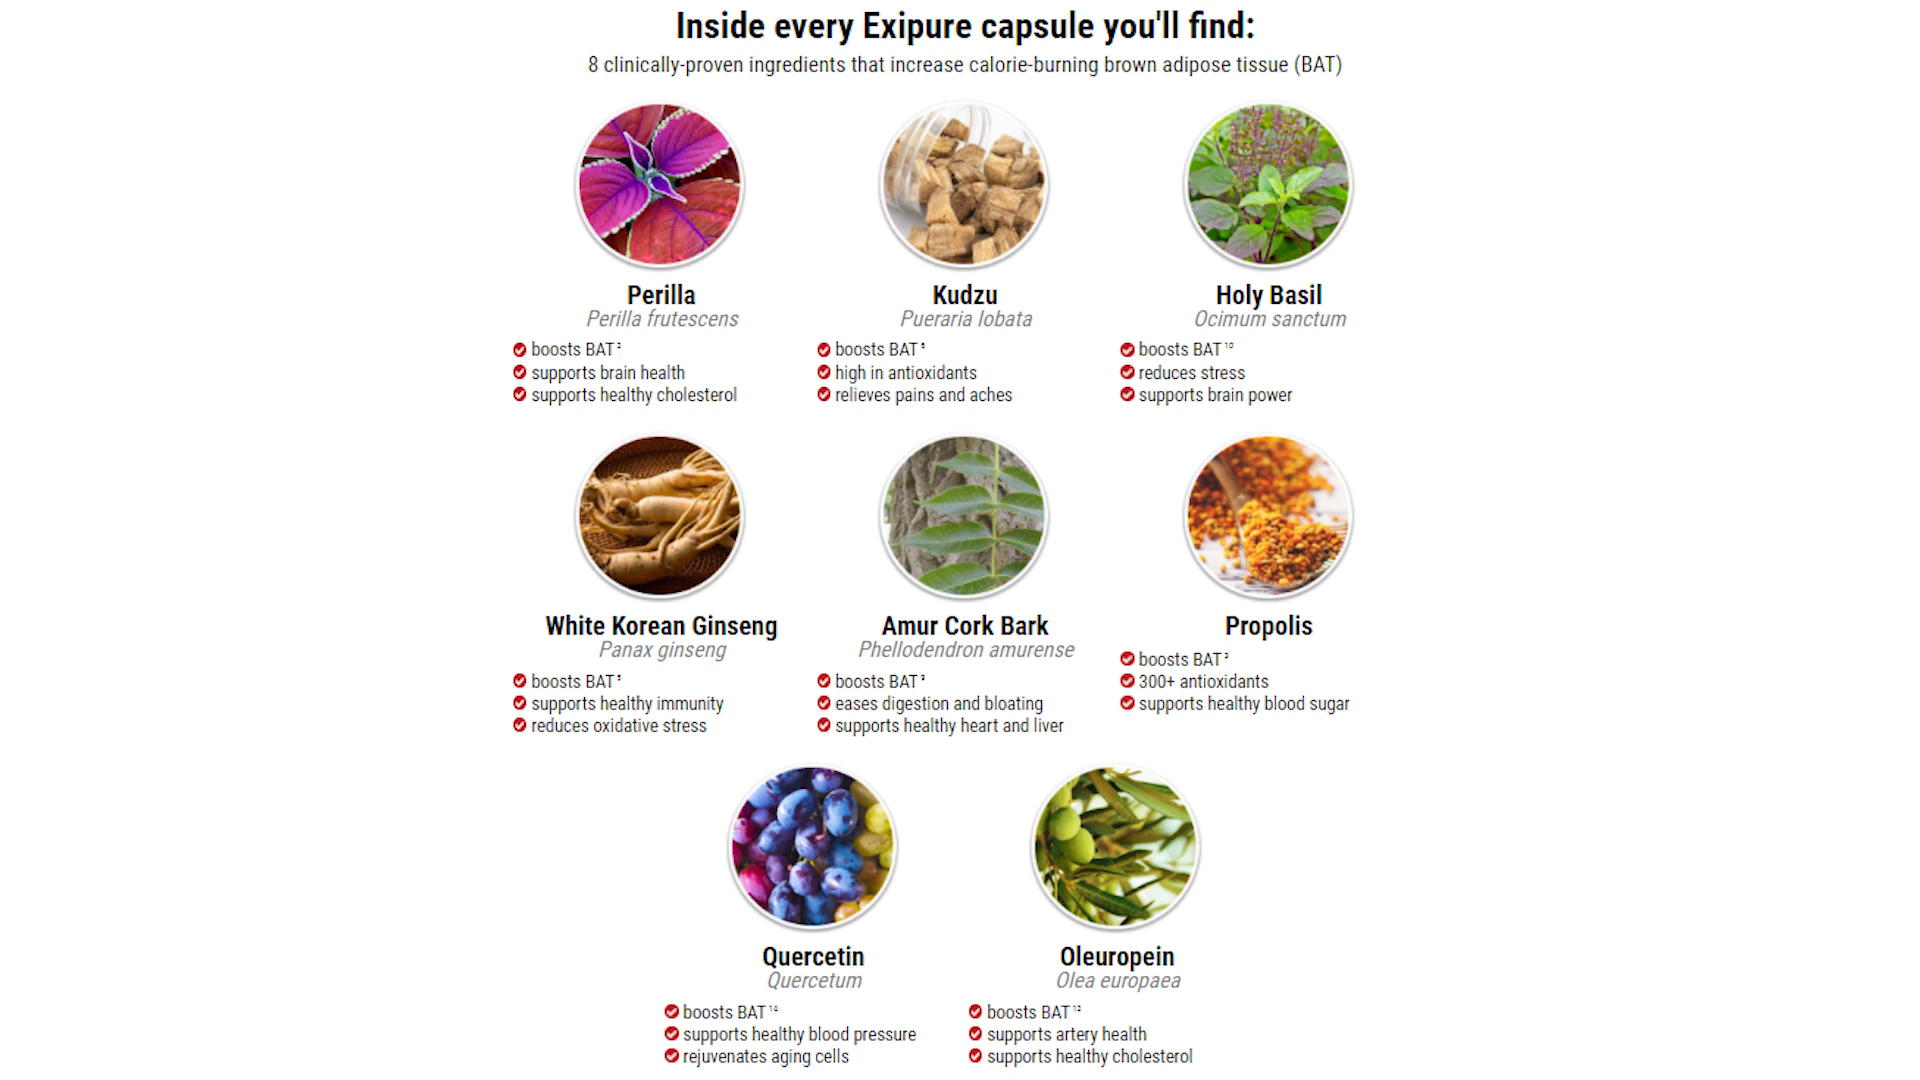 Inside every Exipure capsule you'll find:
8 clinically-proven ingredients that increase calorie-burning brown adipose tissue (BAT)
Perilla
Perilla frutescens
boosts BAT
supports brain health
supports healthy cholesterol
Kudzu
Pueraria lobata
boosts BAT
high in antioxidants
relieves pains and aches
Holy Basil
Ocimum sanctum
boosts BAT¹⁰
reduces stress
supports brain power
White Korean Ginseng
Panax ginseng
boosts BAT
supports healthy immunity
reduces oxidative stress
Amur Cork Bark
Phellodendron amurense
boosts BAT
eases digestion and bloating
supports healthy heart and liver
Propolis
boosts BAT
300+ antioxidants
supports healthy blood sugar
Quercetin
Quercetum
boosts BAT
supports healthy blood pressure
rejuvenates aging cells
Oleuropein
Olea europaea
boosts BAT
supports artery health
supports healthy cholesterol